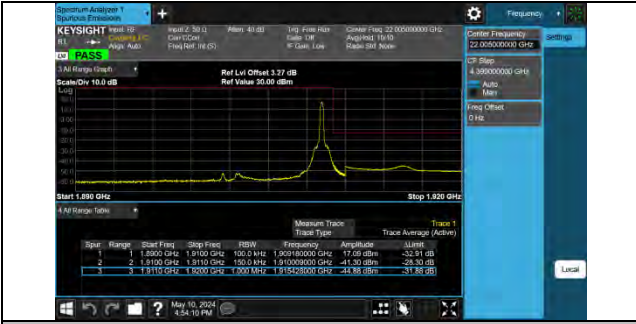 Spectrum Analyzer 1
Spurious Emissions
+
Frequency
KEYSIGHT Input: RF
Coupling: DC
Align: Auto
Input Z: 50 Ω
Corr CCorr
Freq Ref: Int (S)
Atten: 40 dB
Trig: Free Run
Gate: Off
IF Gain: Low
Center Freq: 22.005000000 GHz
Avg|Hold: 10/10
Radio Std: None
LW PASS
Center Frequency
22.005000000 GHz
Settings
CF Step
4.399000000 GHz
Auto
Man
Freq Offset
0 Hz
3 All Range Graph
Scale/Div 10.0 dB
Ref Lvl Offset 3.27 dB
Ref Value 30.00 dBm
Log
Start 1.890 GHz
Stop 1.920 GHz
4 All Range Table
Measure Trace Trace 1
Trace Type Trace Average (Active)
Spur Range Start Freq Stop Freq RBW Frequency Amplitude ΔLimit
1 1 1.8900 GHz 1.9100 GHz 100.0 kHz 1.909180000 GHz 17.09 dBm -32.91 dB
2 2 1.9100 GHz 1.9110 GHz 150.0 kHz 1.910009000 GHz -41.30 dBm -28.30 dB
3 3 1.9110 GHz 1.9200 GHz 1.000 MHz 1.915428000 GHz -44.88 dBm -31.88 dB
Local
?
May 10, 2024
4:54:10 PM